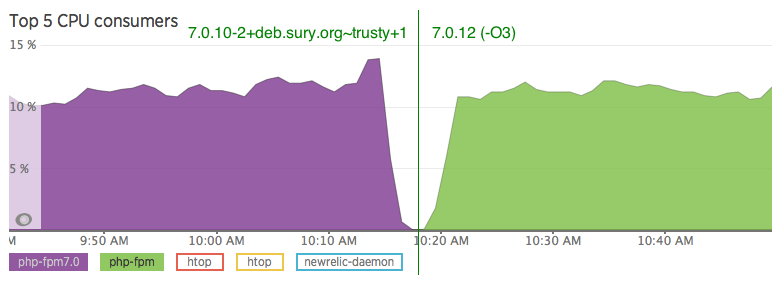 Top 5 CPU consumers
7.0.10-2+deb.sury.org~trusty+1
7.0.12 (-O3)
15 %
10 %
5 %
M
9:50 AM
10:00 AM
10:10 AM
10:20 AM
10:30 AM
10:40 AM
php-fpm7.0
php-fpm
htop
htop
newrelic-daemon